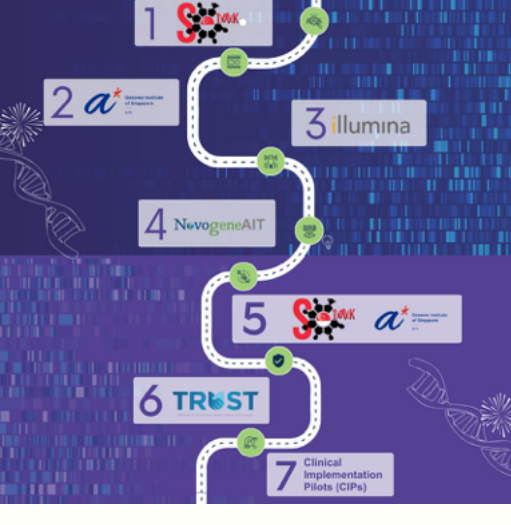 1
2 a*
Genome Institute
of Singapore
3 illumina
4 NovogeneAIT
5
a*
Genome Institute
of Singapore
6 TRUST
7 Clinical
Implementation
Pilots (CIPs)